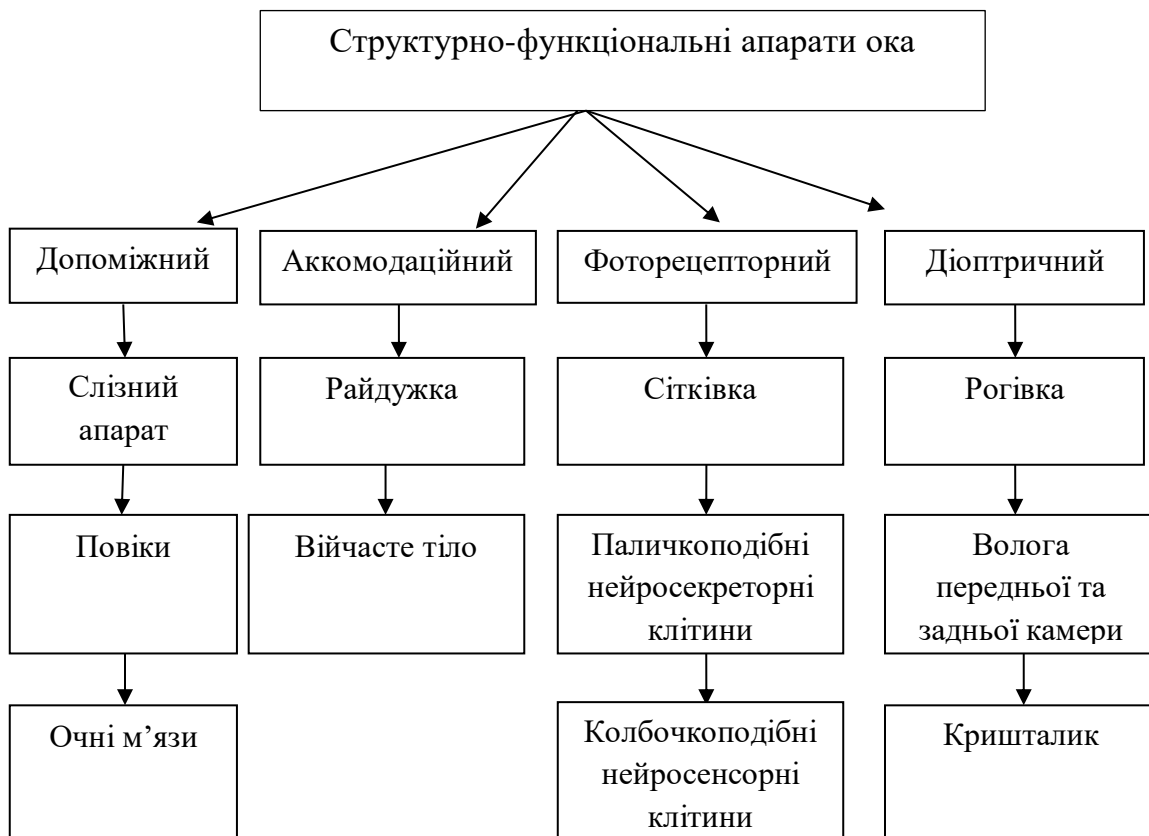 Структурно-функціональні апарати ока
Допоміжний
Аккомодаційний
Фоторецепторний
Діоптричний
Слізний
апарат
Райдужка
Сітківка
Рогівка
Повіки
Війчасте тіло
Паличкоподібні
нейросекреторні
клітини
Волога
передньої та
задньої камери
Очні м’язи
Колбочкоподібні
нейросенсорні
клітини
Кришталик